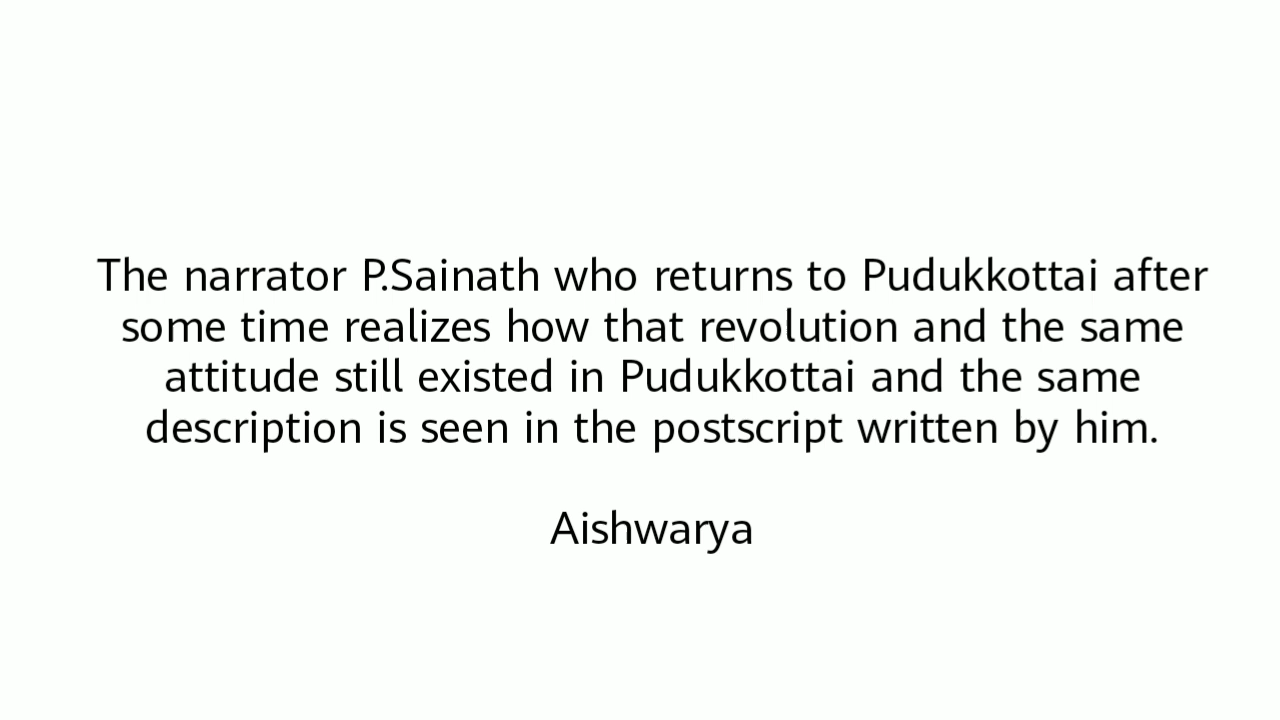 The narrator P.Sainath who returns to Pudukkottai after
some time realizes how that revolution and the same
attitude still existed in Pudukkottai and the same
description is seen in the postscript written by him.
Aishwarya